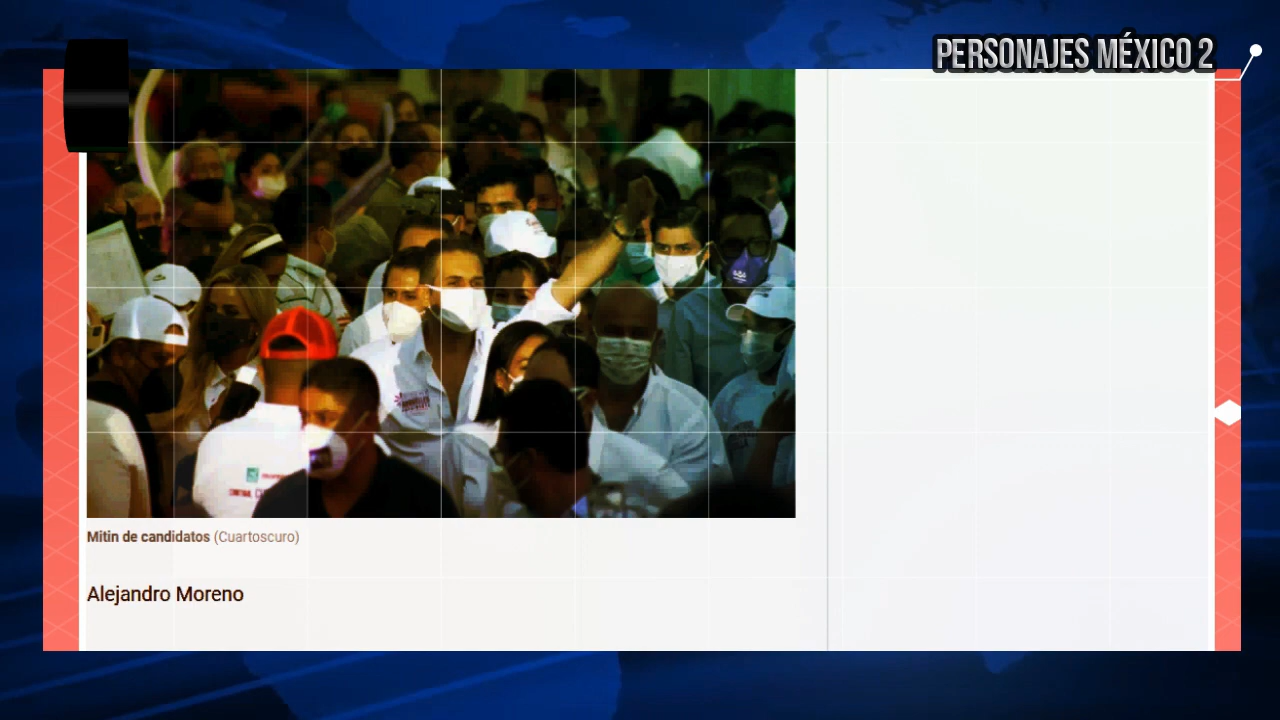 PERSONAJES MÉXICO 2
Mitin de candidatos (Cuartoscuro)
Alejandro Moreno